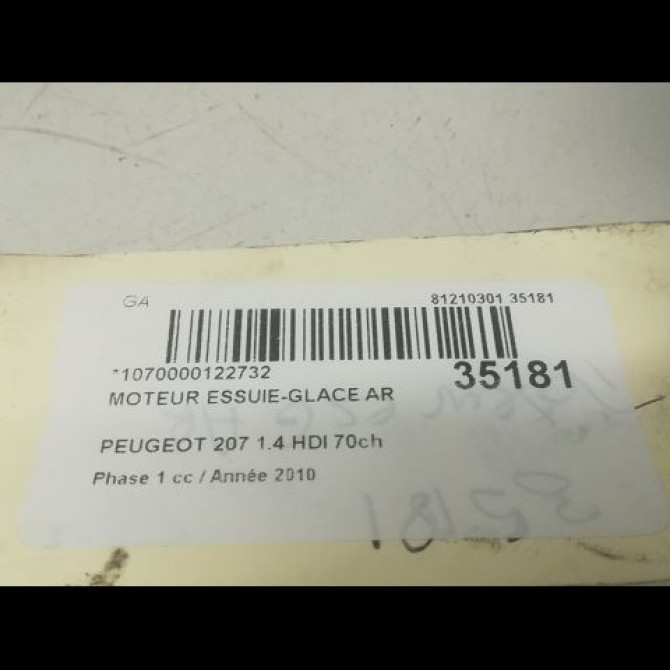 GA
81210301 35181
*1070000122732
35181
MOTEUR ESSUIE-GLACE AR
PEUGEOT 207 1.4 HDI 70ch
Phase 1 cc / Année 2010
35181